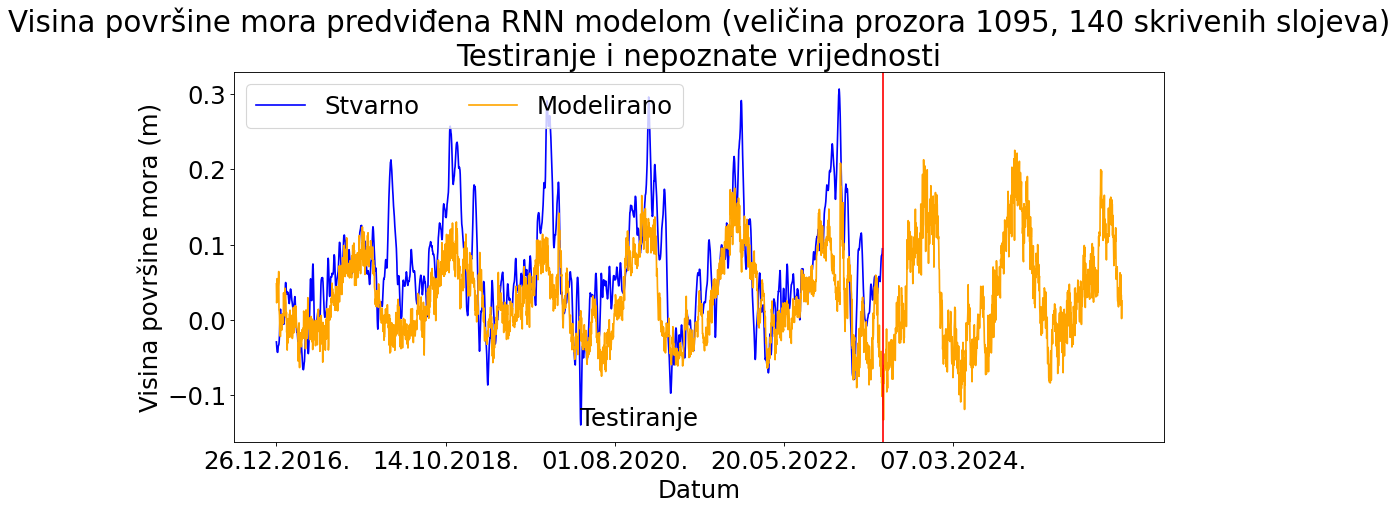 Visina površine mora predviđena RNN modelom (veličina prozora 1095, 140 skrivenih slojeva)
Testiranje i nepoznate vrijednosti
Stvarno
Modelirano
Visina površine mora (m)
0.3
0.2
0.1
0.0
−0.1
Testiranje
26.12.2016.
14.10.2018.
01.08.2020.
20.05.2022.
07.03.2024.
Datum